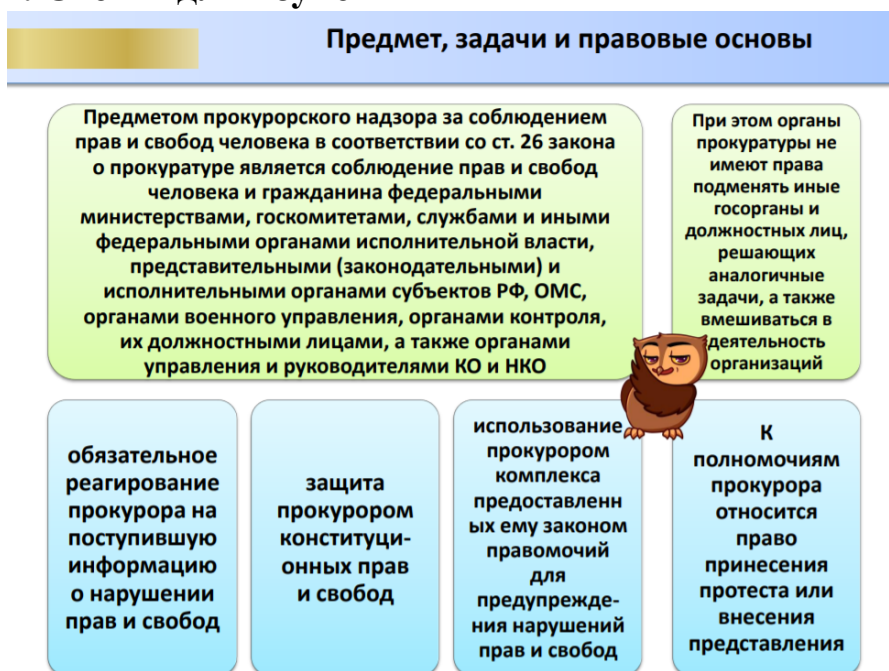 Предмет, задачи и правовые основы
Предметом прокурорского надзора за соблюдением
прав и свобод человека в соответствии со ст. 26 закона
о прокуратуре является соблюдение прав и свобод
человека и гражданина федеральными
министерствами, госкомитетами, службами и иными
федеральными органами исполнительной власти,
представительными (законодательными) и
исполнительными органами субъектов РФ, ОМС,
органами военного управления, органами контроля,
их должностными лицами, а также органами
управления и руководителями КО и НКО
При этом органы
прокуратуры не
имеют права
подменять иные
госорганы и
должностных лиц,
решающих
аналогичные
задачи, а также
вмешиваться в
деятельность
организаций
обязательное
реагирование
прокурора на
поступившую
информацию
о нарушении
прав и свобод
защита
прокурором
конституци-
онных прав
и свобод
использование
прокурором
комплекса
предоставленн
ых ему законом
правомочий
для
предупрежде-
ния нарушений
прав и свобод
К
полномочиям
прокурора
относится
право
принесения
протеста или
внесения
представления